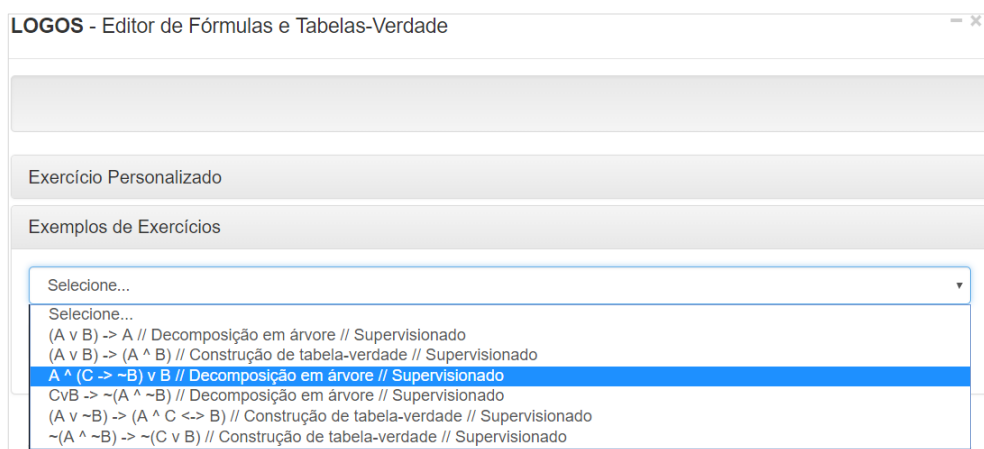 LOGOS - Editor de Fórmulas e Tabelas-Verdade
Exercício Personalizado
Exemplos de Exercícios
Selecione...
Selecione...
(A v B) -> A // Decomposição em árvore // Supervisionado
(A v B) -> (A ^ B) // Construção de tabela-verdade // Supervisionado
A ^ (C -> ~B) v B // Decomposição em árvore // Supervisionado
CvB -> ~(A ^ ~B) // Decomposição em árvore // Supervisionado
(A v ~B) -> (A ^ C <-> B) // Construção de tabela-verdade // Supervisionado
~(A ^ ~B) -> ~(C v B) // Construção de tabela-verdade // Supervisionado